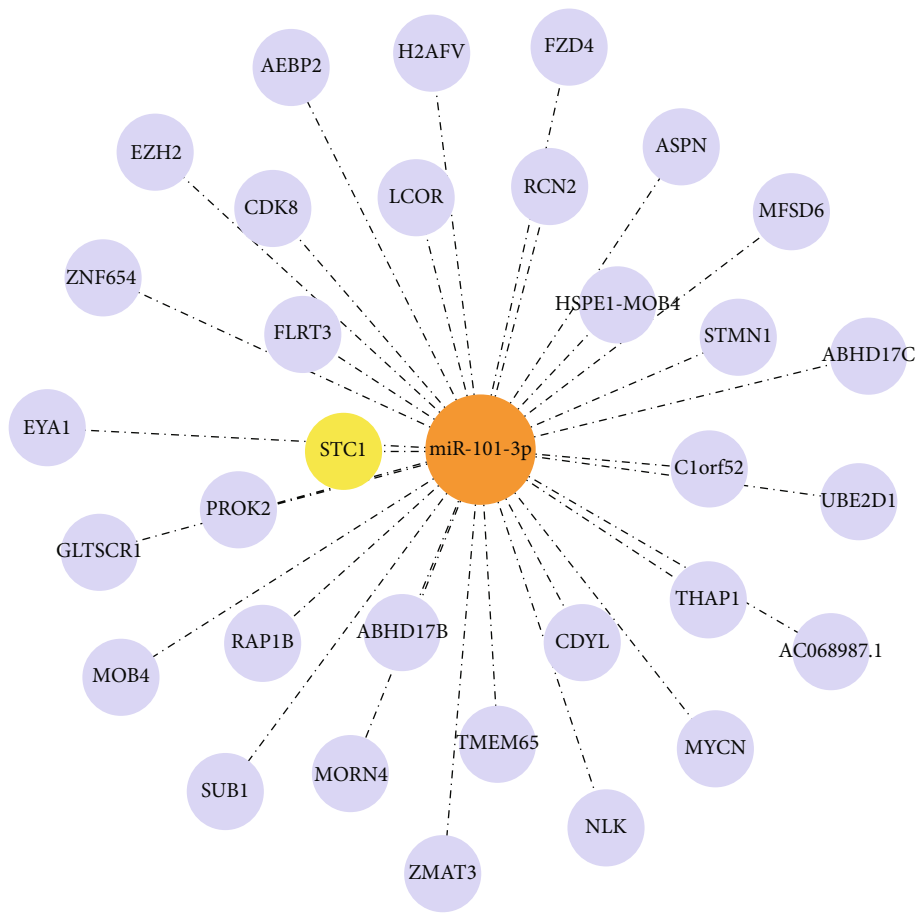 FZD4
H2AFV
AEBP2
ASPN
EZH2
RCN2
LCOR
CDK8
MFSD6
ZNF654
HSPE1-MOB4
FLRT3
STMN1
ABHD17C
EYA1
STC1
miR-101-3p
C1orf52
PROK2
UBE2D1
GLTSCR1
THAP1
ABHD17B
RAP1B
CDYL
AC068987.1
MOB4
TMEM65
MYCN
MORN4
SUB1
NLK
ZMAT3